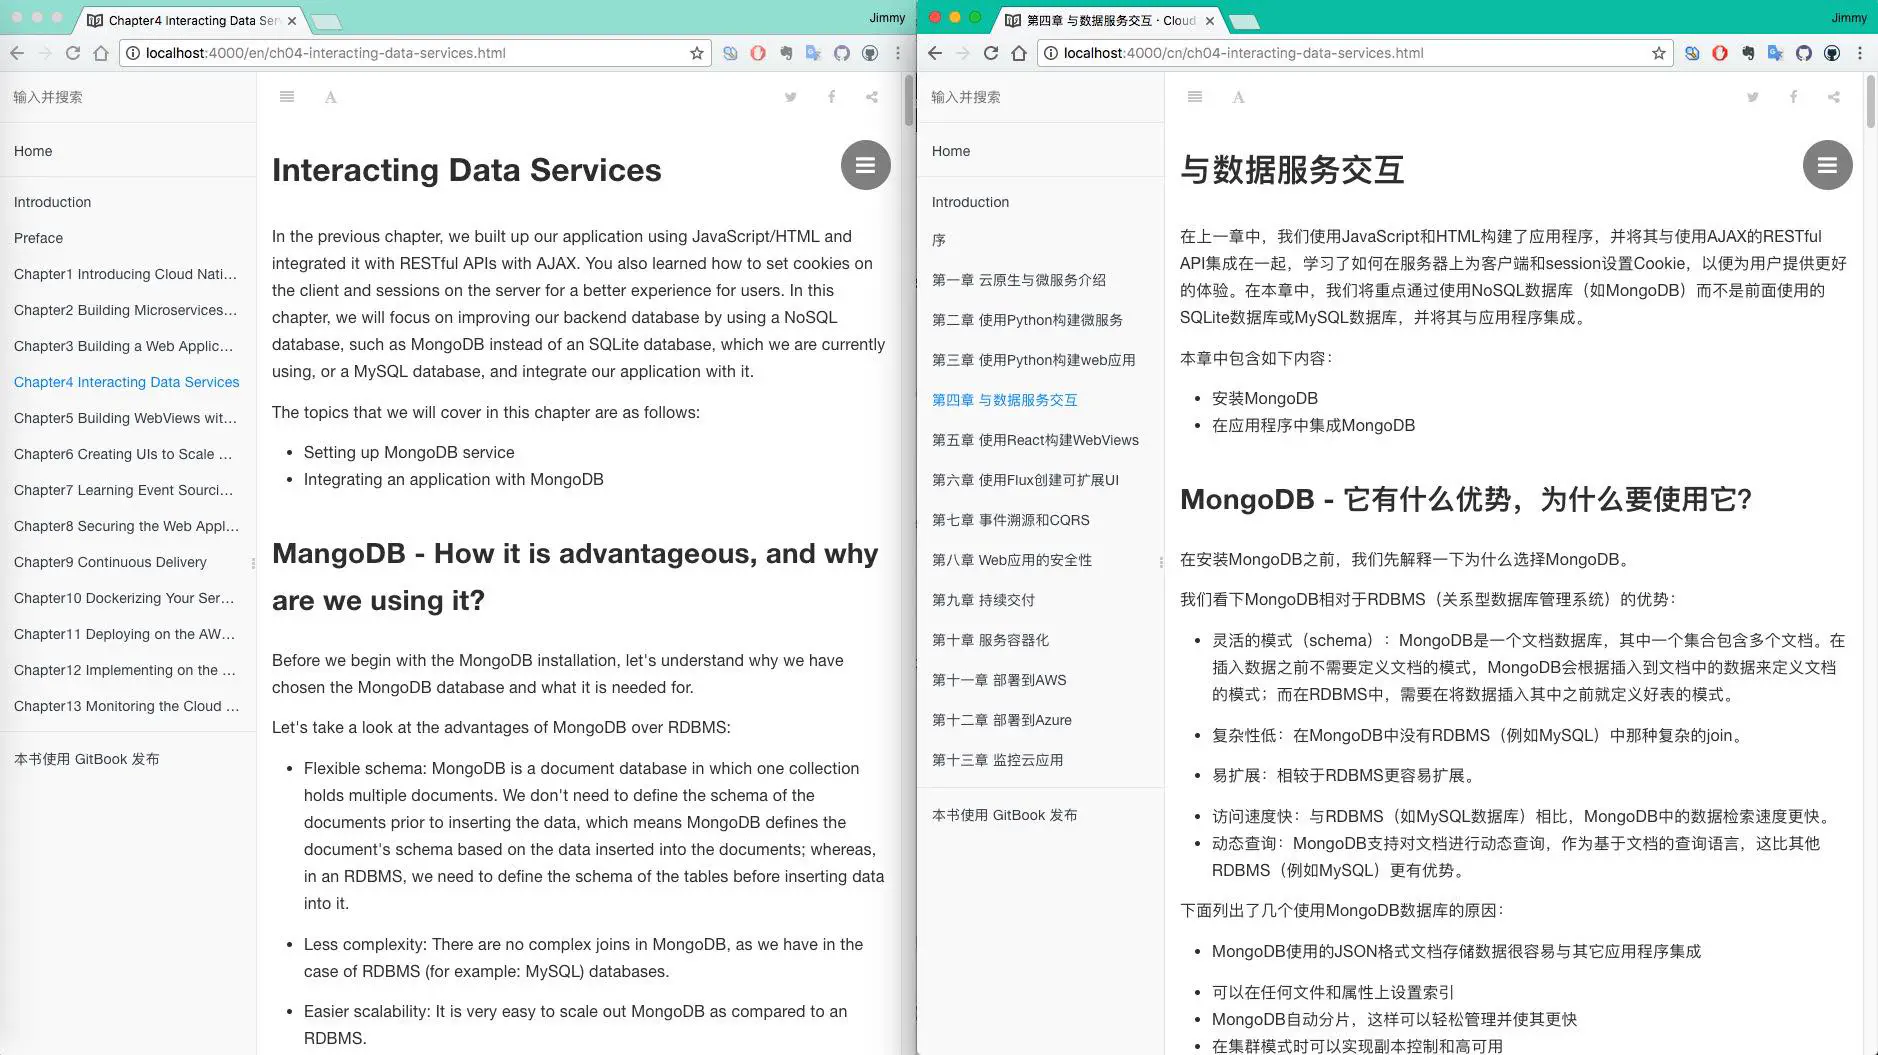 Chapter4 Interacting Data Ser
Jimmy
localhost:4000/en/ch04-interacting-data-services.html
输入并搜索
A
Home
Introduction
Preface
Chapter1 Introducing Cloud Nati...
Chapter2 Building Microservices...
Chapter3 Building a Web Applic...
Chapter4 Interacting Data Services
Chapter5 Building WebViews wit...
Chapter6 Creating UIs to Scale ...
Chapter7 Learning Event Sourci...
Chapter8 Securing the Web Appl...
Chapter9 Continuous Delivery
Chapter10 Dockerizing Your Ser...
Chapter11 Deploying on the AW...
Chapter12 Implementing on the ...
Chapter13 Monitoring the Cloud ...
本书使用 GitBook 发布
Interacting Data Services
In the previous chapter, we built up our application using JavaScript/HTML and
integrated it with RESTful APIs with AJAX. You also learned how to set cookies on
the client and sessions on the server for a better experience for users. In this
chapter, we will focus on improving our backend database by using a NoSQL
database, such as MongoDB instead of an SQLite database, which we are currently
using, or a MySQL database, and integrate our application with it.
The topics that we will cover in this chapter are as follows:
• Setting up MongoDB service
• Integrating an application with MongoDB
MangoDB - How it is advantageous, and why
are we using it?
Before we begin with the MongoDB installation, let's understand why we have
chosen the MongoDB database and what it is needed for.
Let's take a look at the advantages of MongoDB over RDBMS:
• Flexible schema: MongoDB is a document database in which one collection
holds multiple documents. We don't need to define the schema of the
documents prior to inserting the data, which means MongoDB defines the
document's schema based on the data inserted into the documents; whereas,
in an RDBMS, we need to define the schema of the tables before inserting data
into it.
• Less complexity: There are no complex joins in MongoDB, as we have in the
case of RDBMS (for example: MySQL) databases.
• Easier scalability: It is very easy to scale out MongoDB as compared to an
RDBMS.
第四章 与数据服务交互 · Cloud
Jimmy
localhost:4000/cn/ch04-interacting-data-services.html
输入并搜索
A
Home
Introduction
序
第一章 云原生与微服务介绍
第二章 使用Python构建微服务
第三章 使用Python构建web应用
第四章 与数据服务交互
第五章 使用React构建WebViews
第六章 使用Flux创建可扩展UI
第七章 事件溯源和CQRS
第八章 Web应用的安全性
第九章 持续交付
第十章 服务容器化
第十一章 部署到AWS
第十二章 部署到Azure
第十三章 监控云应用
本书使用 GitBook 发布
与数据服务交互
在上一章中，我们使用JavaScript和HTML构建了应用程序，并将其与使用AJAX的RESTful
API集成在一起，学习了如何在服务器上为客户端和session设置Cookie，以便为用户提供更好
的体验。在本章中，我们将重点通过使用NoSQL数据库（如MongoDB）而不是前面使用的
SQLite数据库或MySQL数据库，并将其与应用程序集成。
本章中包含如下内容：
• 安装MongoDB
• 在应用程序中集成MongoDB
MongoDB - 它有什么优势，为什么要使用它?
在安装MongoDB之前，我们先解释一下为什么选择MongoDB。
我们看下MongoDB相对于RDBMS（关系型数据库管理系统）的优势：
• 灵活的模式（schema）：MongoDB是一个文档数据库，其中一个集合包含多个文档。在
插入数据之前不需要定义文档的模式，MongoDB会根据插入到文档中的数据来定义文档
的模式；而在RDBMS中，需要在将数据插入其中之前就定义好表的模式。
• 复杂性低：在MongoDB中没有RDBMS（例如MySQL）中那种复杂的join。
• 易扩展：相较于RDBMS更容易扩展。
• 访问速度快：与RDBMS（如MySQL数据库）相比，MongoDB中的数据检索速度更快。
• 动态查询：MongoDB支持对文档进行动态查询，作为基于文档的查询语言，这比其他
RDBMS（例如MySQL）更有优势。
下面列出了几个使用MongoDB数据库的原因：
• MongoDB使用的JSON格式文档存储数据很容易与其它应用程序集成
• 可以在任何文件和属性上设置索引
• MongoDB自动分片，这样可以轻松管理并使其更快
• 在集群模式时可以实现副本控制和高可用